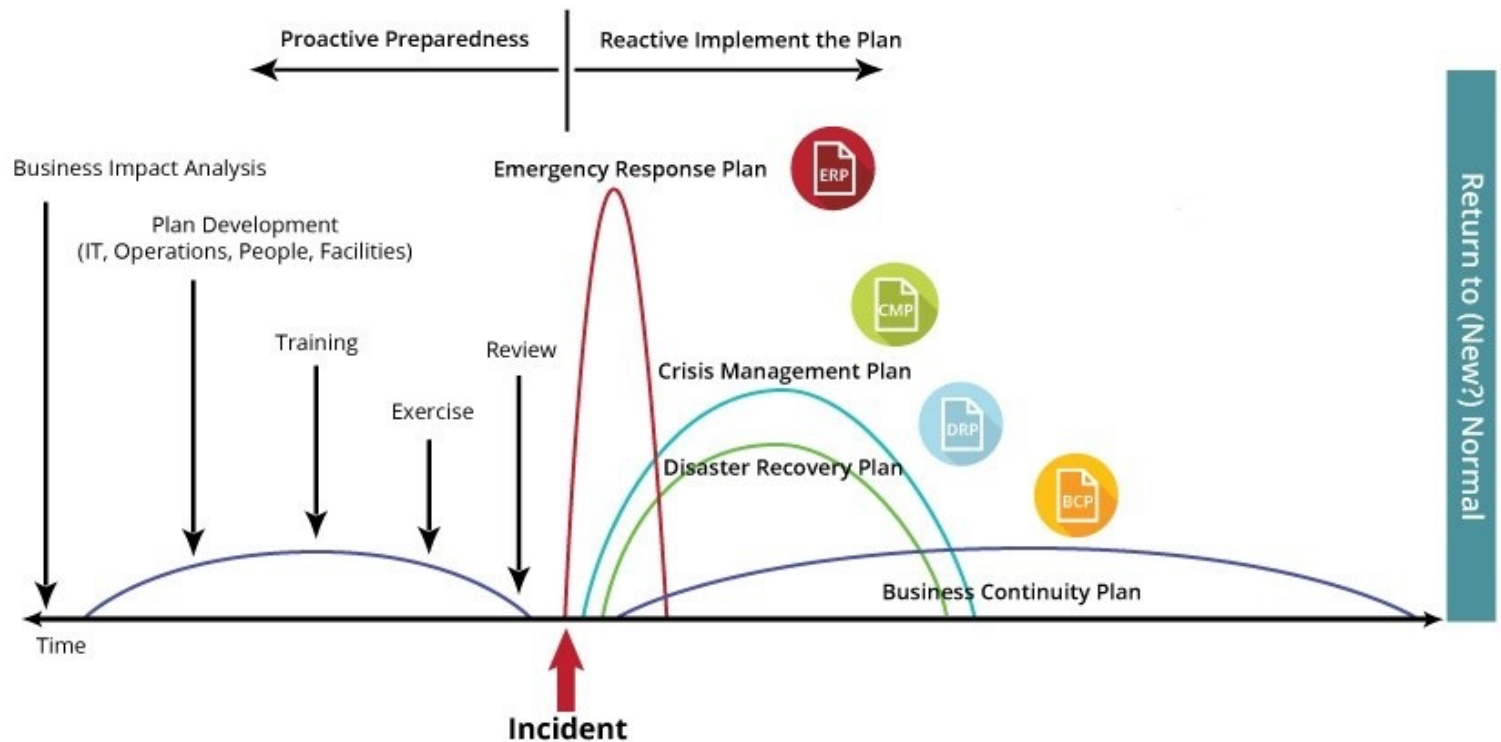 Proactive Preparedness
Reactive Implement the Plan
Business Impact Analysis
Emergency Response Plan
ERP
Plan Development
(IT, Operations, People, Facilities)
CMP
Training
Review
Crisis Management Plan
Exercise
DRP
Disaster Recovery Plan
BCP
Business Continuity Plan
Time
Incident
Return to (New?) Normal